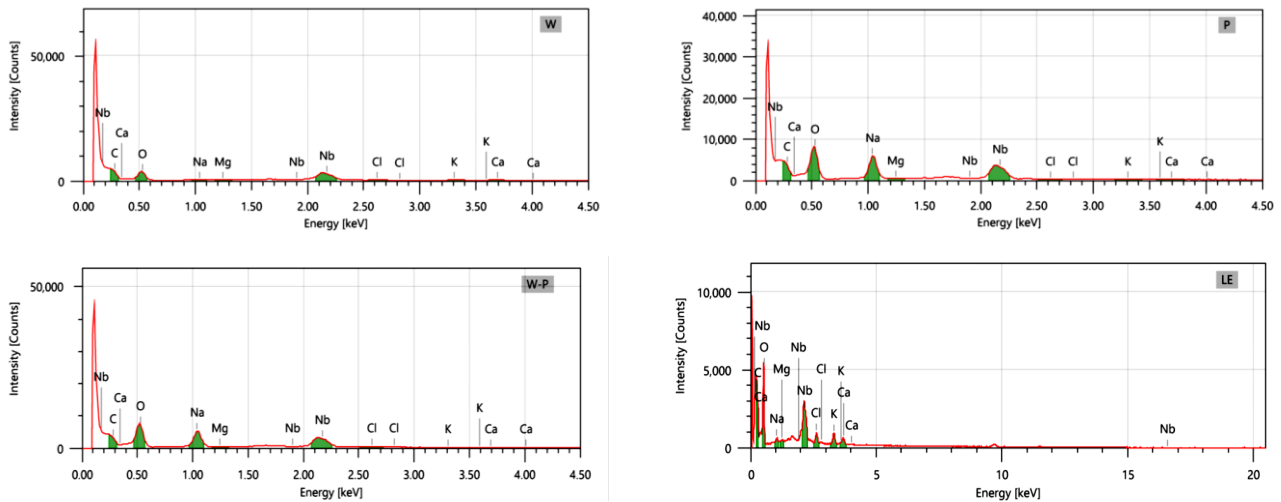 W
Intensity [Counts]
50,000
0
Nb
C
Ca
O
Na
Mg
Nb
Nb
Cl
Cl
K
K
Ca
Ca
0.00 0.50 1.00 1.50 2.00 2.50 3.00 3.50 4.00 4.50
Energy [keV]
P
Intensity [Counts]
40,000
30,000
20,000
10,000
0
Nb
C
Ca
O
Na
Mg
Nb
Nb
Cl
Cl
K
K
Ca
Ca
0.00 0.50 1.00 1.50 2.00 2.50 3.00 3.50 4.00 4.50
Energy [keV]
W-P
Intensity [Counts]
50,000
0
Nb
C
Ca
O
Na
Mg
Nb
Nb
Cl
Cl
K
K
Ca
Ca
0.00 0.50 1.00 1.50 2.00 2.50 3.00 3.50 4.00 4.50
Energy [keV]
LE
Intensity [Counts]
10,000
5,000
0
Nb
O
C
Ca
Na
Mg
Nb
Nb
Cl
Cl
K
K
Ca
Ca
Nb
0 5 10 15 20
Energy [keV]